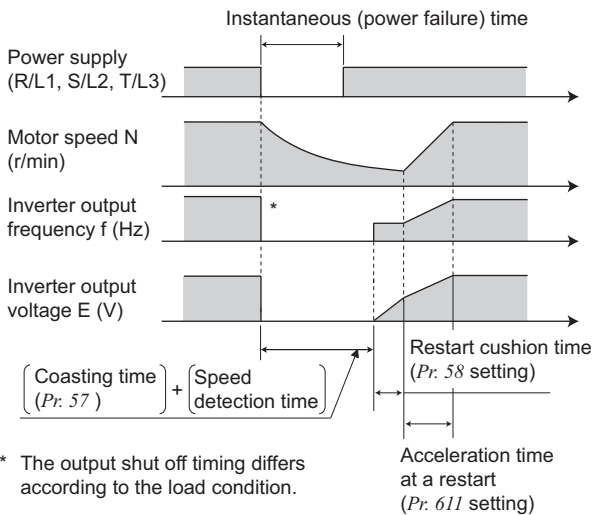 Instantaneous (power failure) time
Power supply
(R/L1, S/L2, T/L3)
Motor speed N
(r/min)
Inverter output
frequency f (Hz)
*
Inverter output
voltage E (V)
Coasting time
(Pr. 57 )
+
Speed
detection time
Restart cushion time
(Pr. 58 setting)
Acceleration time
at a restart
(Pr. 611 setting)
* The output shut off timing differs
according to the load condition.